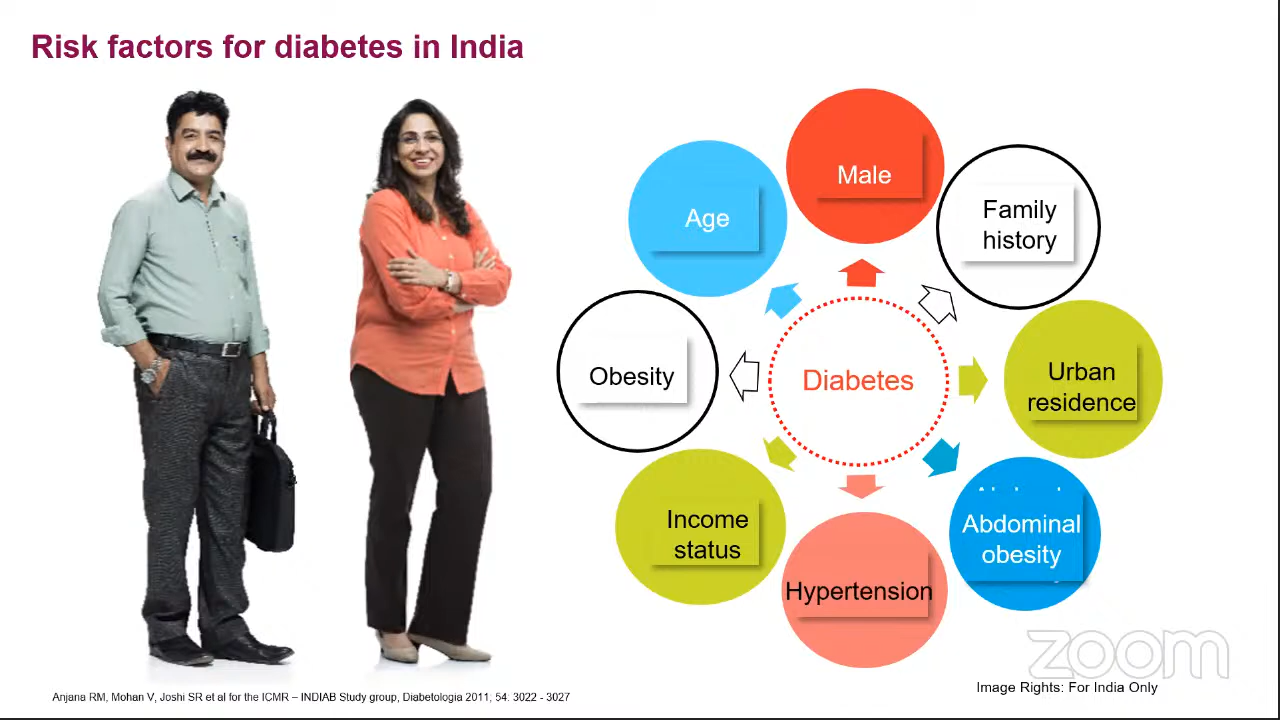 Risk factors for diabetes in India
Male
Age
Family
history
Obesity
Diabetes
Urban
residence
Income
status
Abdominal
obesity
Hypertension
zoom
Image Rights: For India Only
Anjana RM, Mohan V, Joshi SR et al for the ICMR – INDIAB Study group, Diabetologia 2011, 54. 3022 - 3027